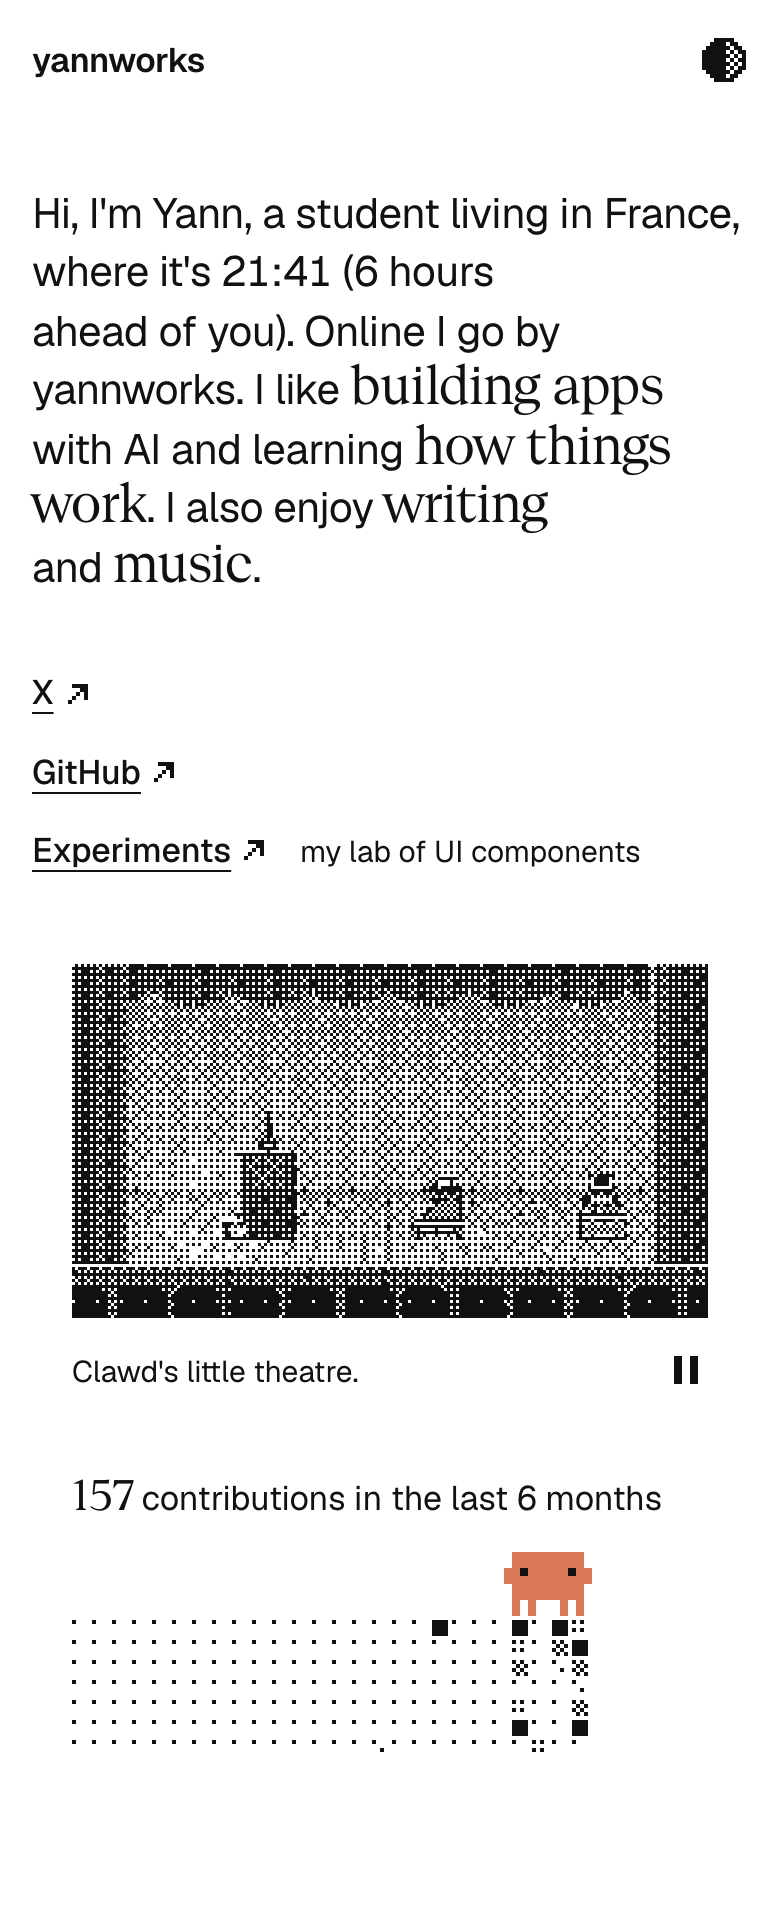 yannworks
Hi, I'm Yann, a student living in France,
where it's 21:41 (6 hours
ahead of you). Online I go by
yannworks. I like building apps
with AI and learning how things
work. I also enjoy writing
and music.
X
GitHub
Experiments my lab of UI components
Clawd's little theatre.
157 contributions in the last 6 months